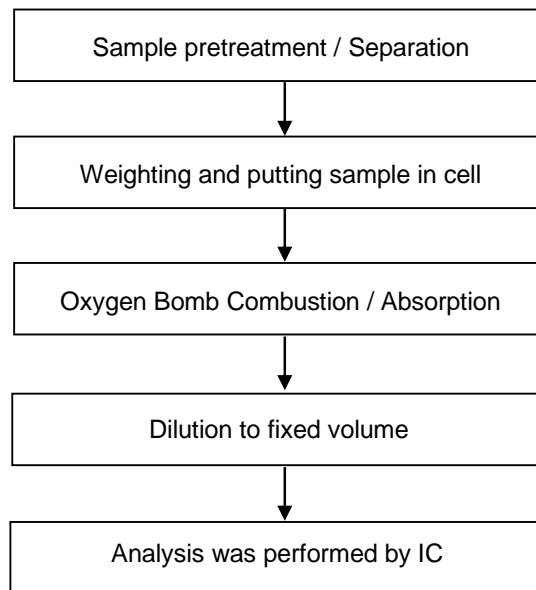 Sample pretreatment / Separation
Weighting and putting sample in cell
Oxygen Bomb Combustion / Absorption
Dilution to fixed volume
Analysis was performed by IC